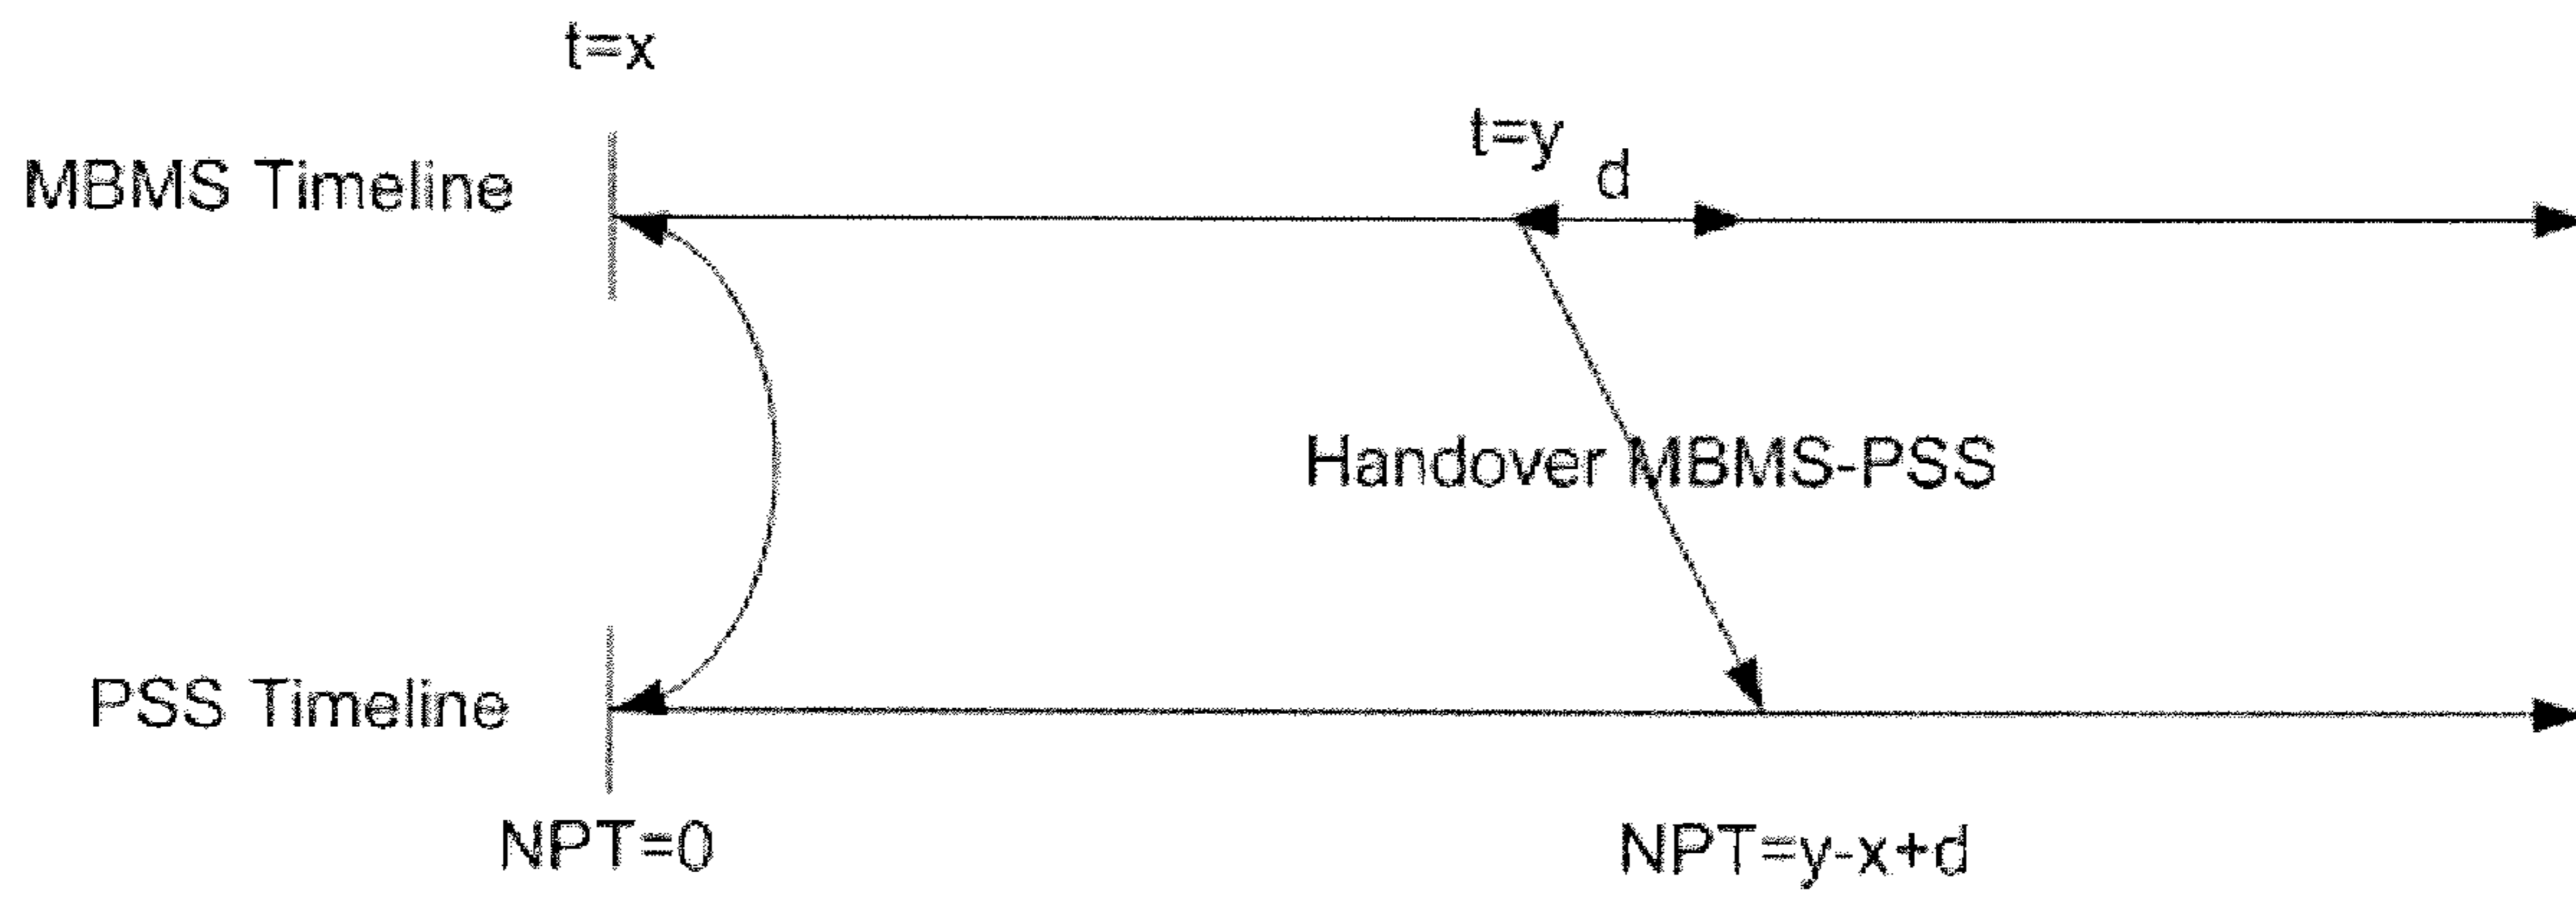 t=x
t=y
d
MBMS Timeline
Handover MBMS-PSS
PSS Timeline
NPT=0
NPT=y-x+d